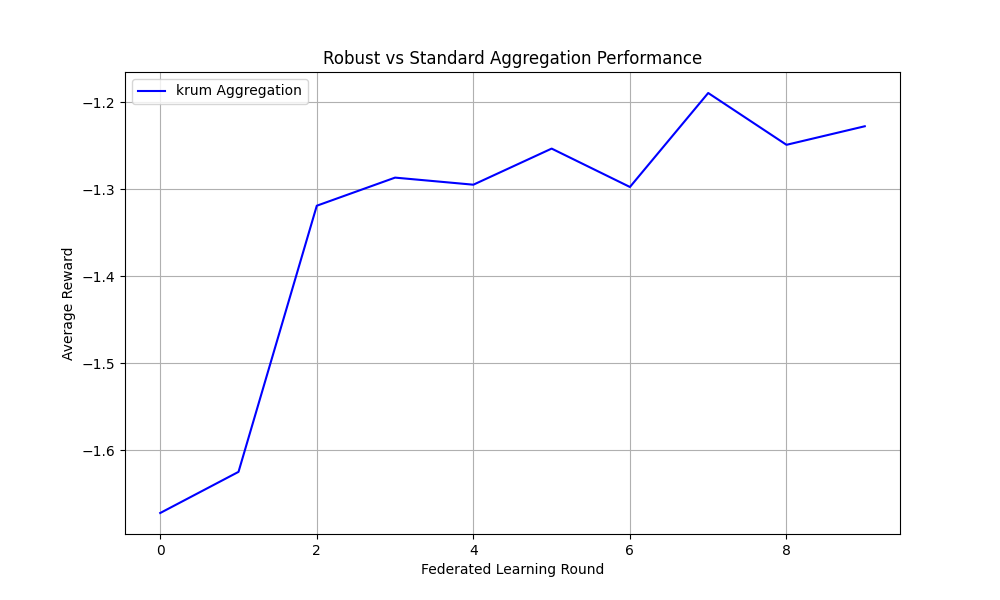 Robust vs Standard Aggregation Performance
krum Aggregation
−1.2
−1.3
−1.4
−1.5
−1.6
Average Reward
0 2 4 6 8
Federated Learning Round